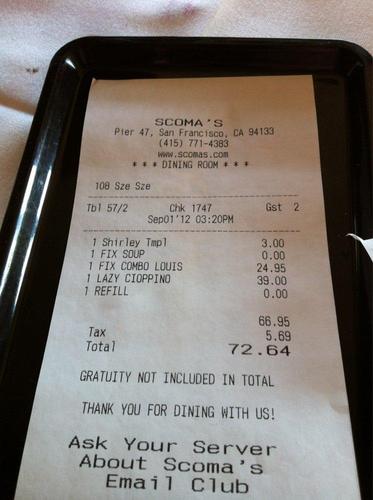 SCOMA'S
Pier 47, San Francisco, CA 94133
(415) 771-4383
www.scomas.com
* * * DINING ROOM * * *
108 Sze Sze
Tbl 57/2 Chk 1747 Gst 2
Sep01'12 03:20PM
1 Shirley Tmpl 3.00
1 FIX SOUP 0.00
1 FIX COMBO LOUIS 24.95
1 LAZY CIOPPINO 39.00
1 REFILL 0.00
66.95
Tax 5.69
Total 72.64
GRATUITY NOT INCLUDED IN TOTAL
THANK YOU FOR DINING WITH US!
Ask Your Server
About Scoma's
Email Club